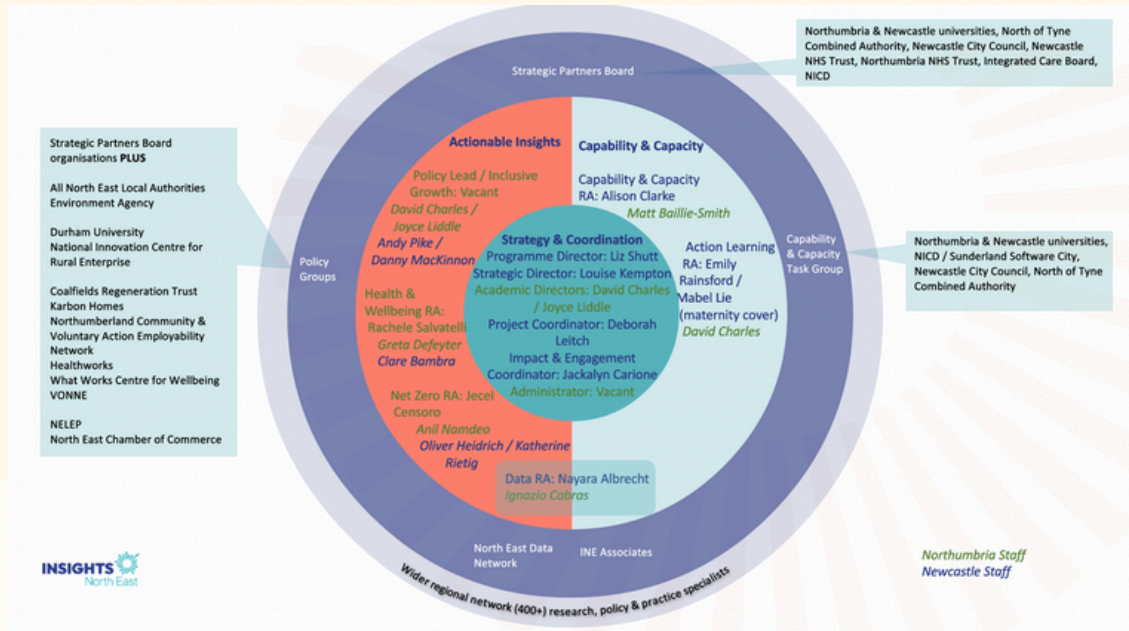 Northumbria & Newcastle universities, North of Tyne
Combined Authority, Newcastle City Council, Newcastle
NHS Trust, Northumbria NHS Trust, Integrated Care Board,
NICD
Strategic Partners Board
Strategic Partners Board
organisations PLUS
All North East Local Authorities
Environment Agency
Durham University
National Innovation Centre for
Rural Enterprise
Coalfields Regeneration Trust
Karbon Homes
Northumberland Community &
Voluntary Action Employability
Network
Healthworks
What Works Centre for Wellbeing
VONNE
NELEP
North East Chamber of Commerce
Policy
Groups
Actionable Insights
Policy Lead / Inclusive
Growth: Vacant
David Charles /
Joyce Liddle
Andy Pike /
Danny MacKinnon
Health &
Wellbeing RA:
Rachele Salvatelli
Greta Defeyter
Clare Bambra
Net Zero RA: Jecel
Censoro
Anil Namdeo
Oliver Heidrich / Katherine
Rietig
Strategy & Coordination
Programme Director: Liz Shutt
Strategic Director: Louise Kempton
Academic Directors: David Charles
/ Joyce Liddle
Project Coordinator: Deborah
Leitch
Impact & Engagement
Coordinator: Jackalyn Carione
Administrator: Vacant
Capability & Capacity
Capability & Capacity
RA: Alison Clarke
Matt Baillie-Smith
Action Learning
RA: Emily
Rainsford /
Mabel Lie
(maternity cover)
David Charles
Capability
& Capacity
Task Group
Northumbria & Newcastle universities,
NICD / Sunderland Software City,
Newcastle City Council, North of Tyne
Combined Authority
Data RA: Nayara Albrecht
Ignazio Cabras
North East Data
Network
INE Associates
Wider regional network (400+) research, policy & practice specialists
INSIGHTS
North East
Northumbria Staff
Newcastle Staff